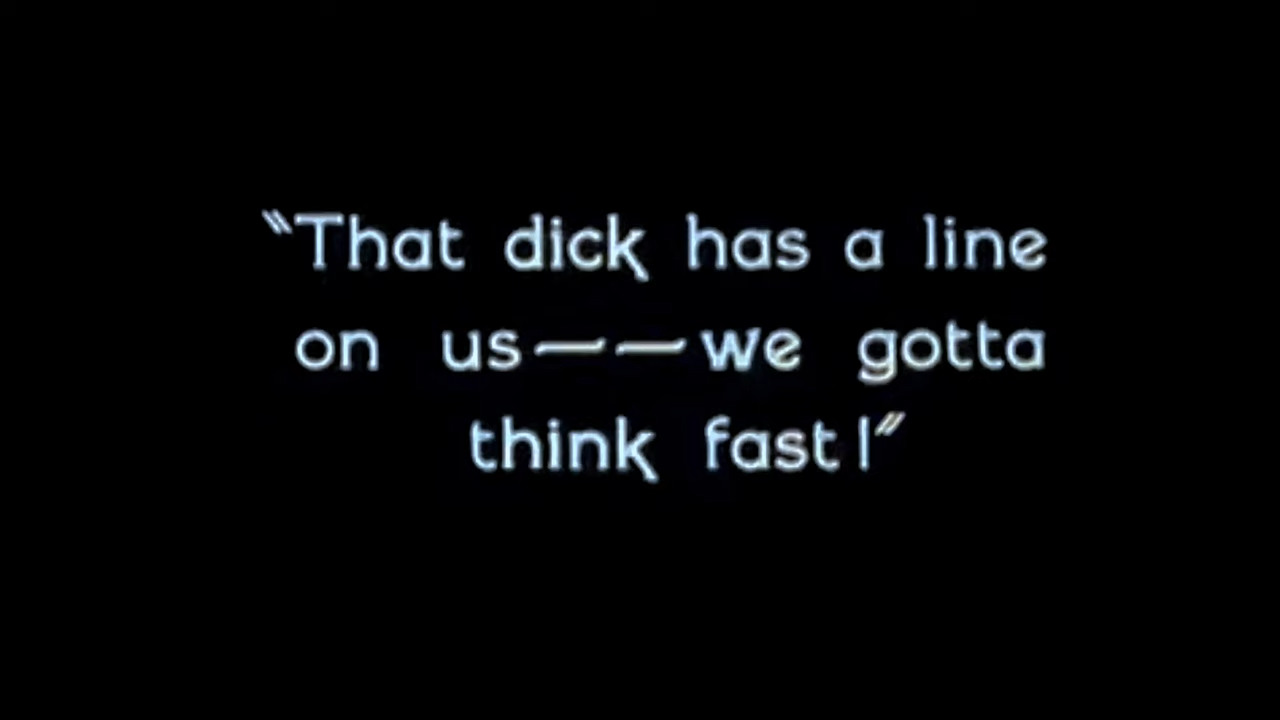 "That dick has a line
on us——we gotta
think fast!"